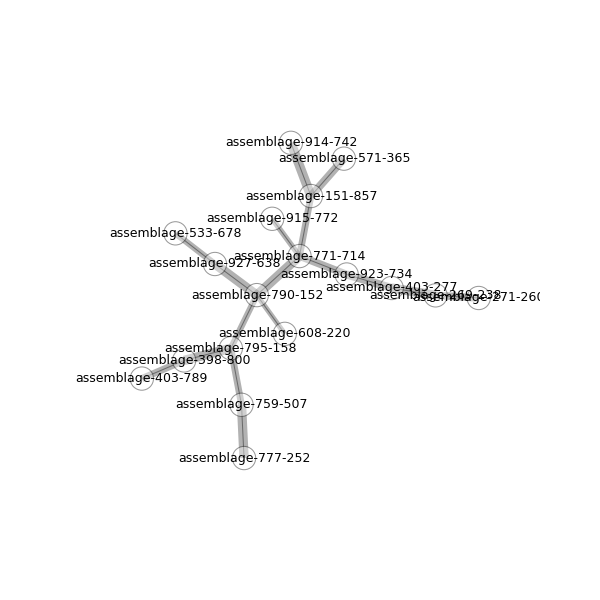 assemblage-914-742
assemblage-571-365
assemblage-151-857
assemblage-915-772
assemblage-533-678
assemblage-771-714
assemblage-927-638
assemblage-923-734
assemblage-403-277
assemblage-790-152
assemblage-269-238
assemblage-271-260
assemblage-608-220
assemblage-795-158
assemblage-398-800
assemblage-403-789
assemblage-759-507
assemblage-777-252